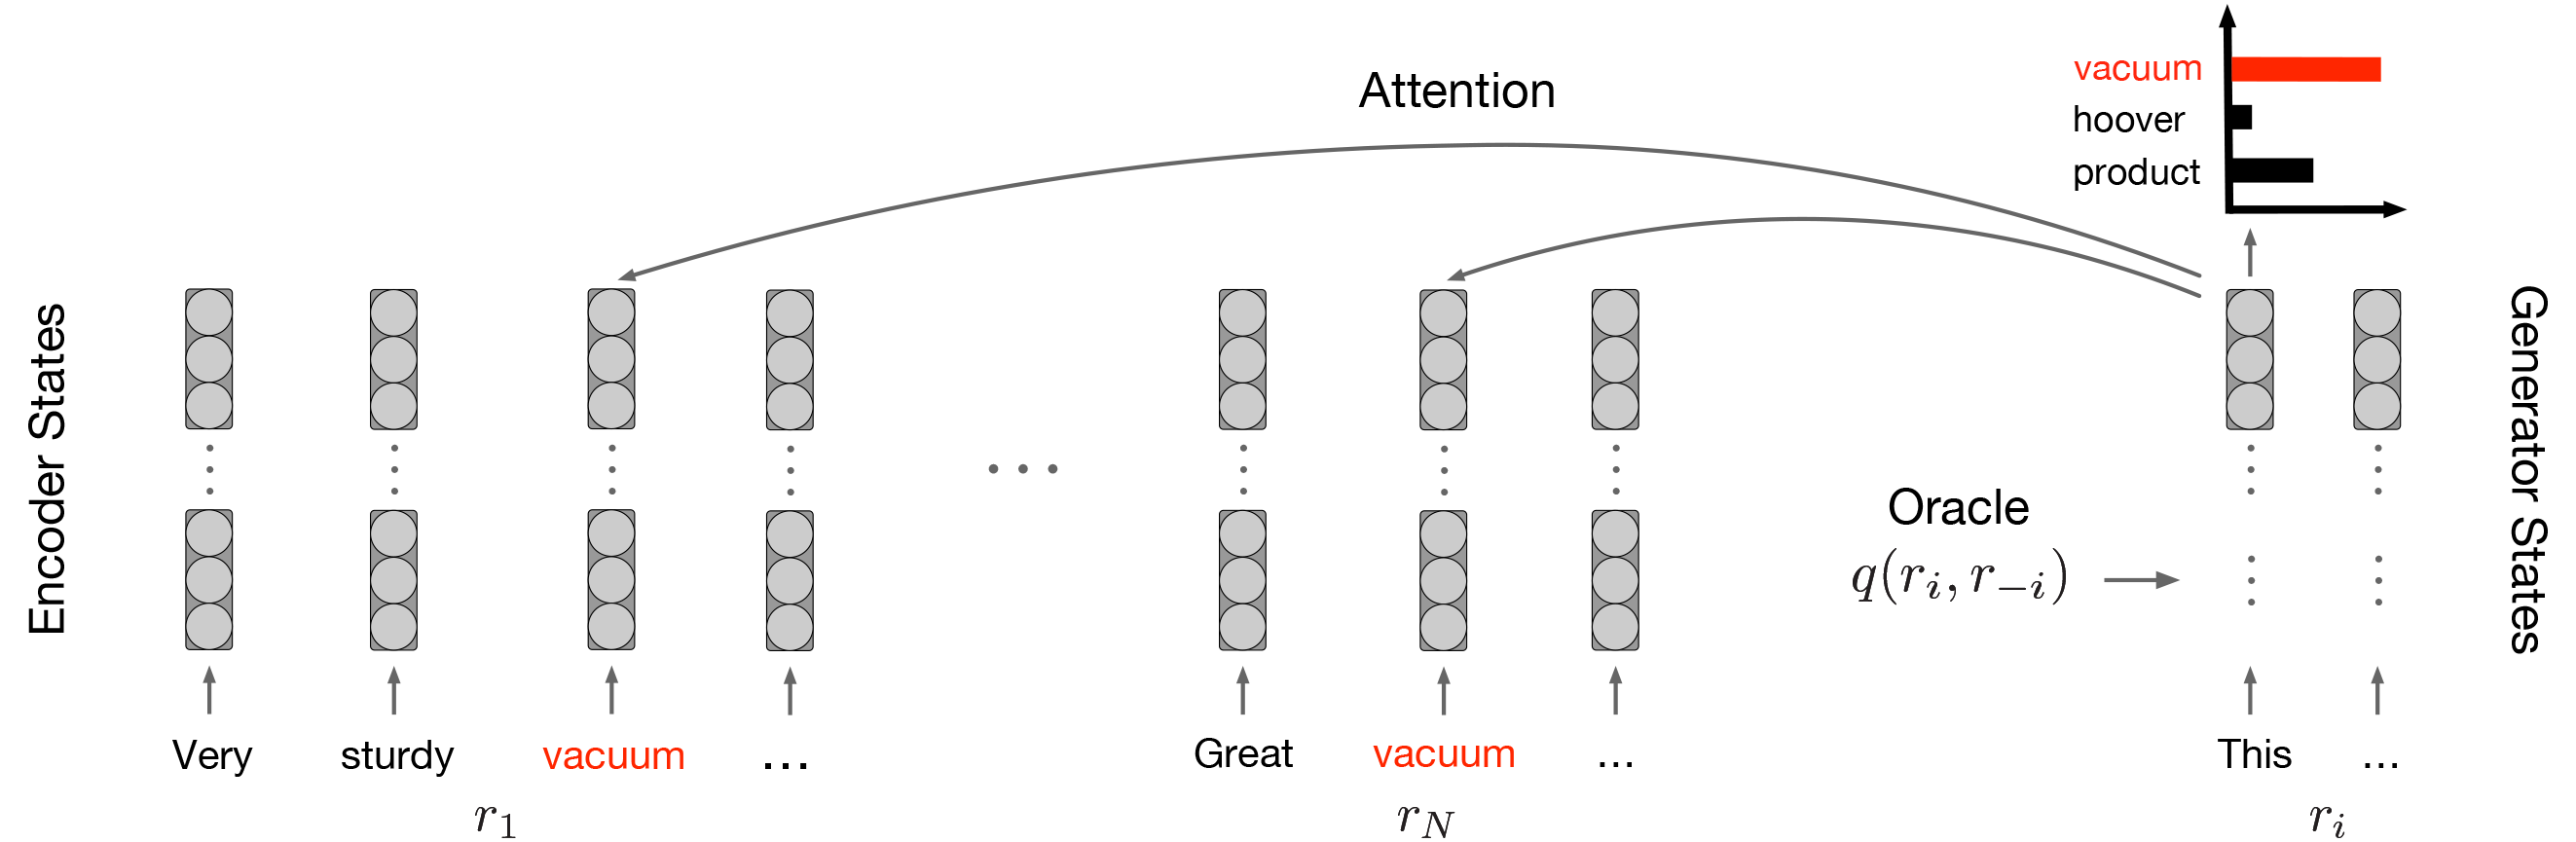 Attention
vacuum
hoover
product
Encoder States
Generator States
Oracle
q(r_i, r_{-i})
Very sturdy vacuum ...
Great vacuum ...
This ...
r_1
r_N
r_i
...